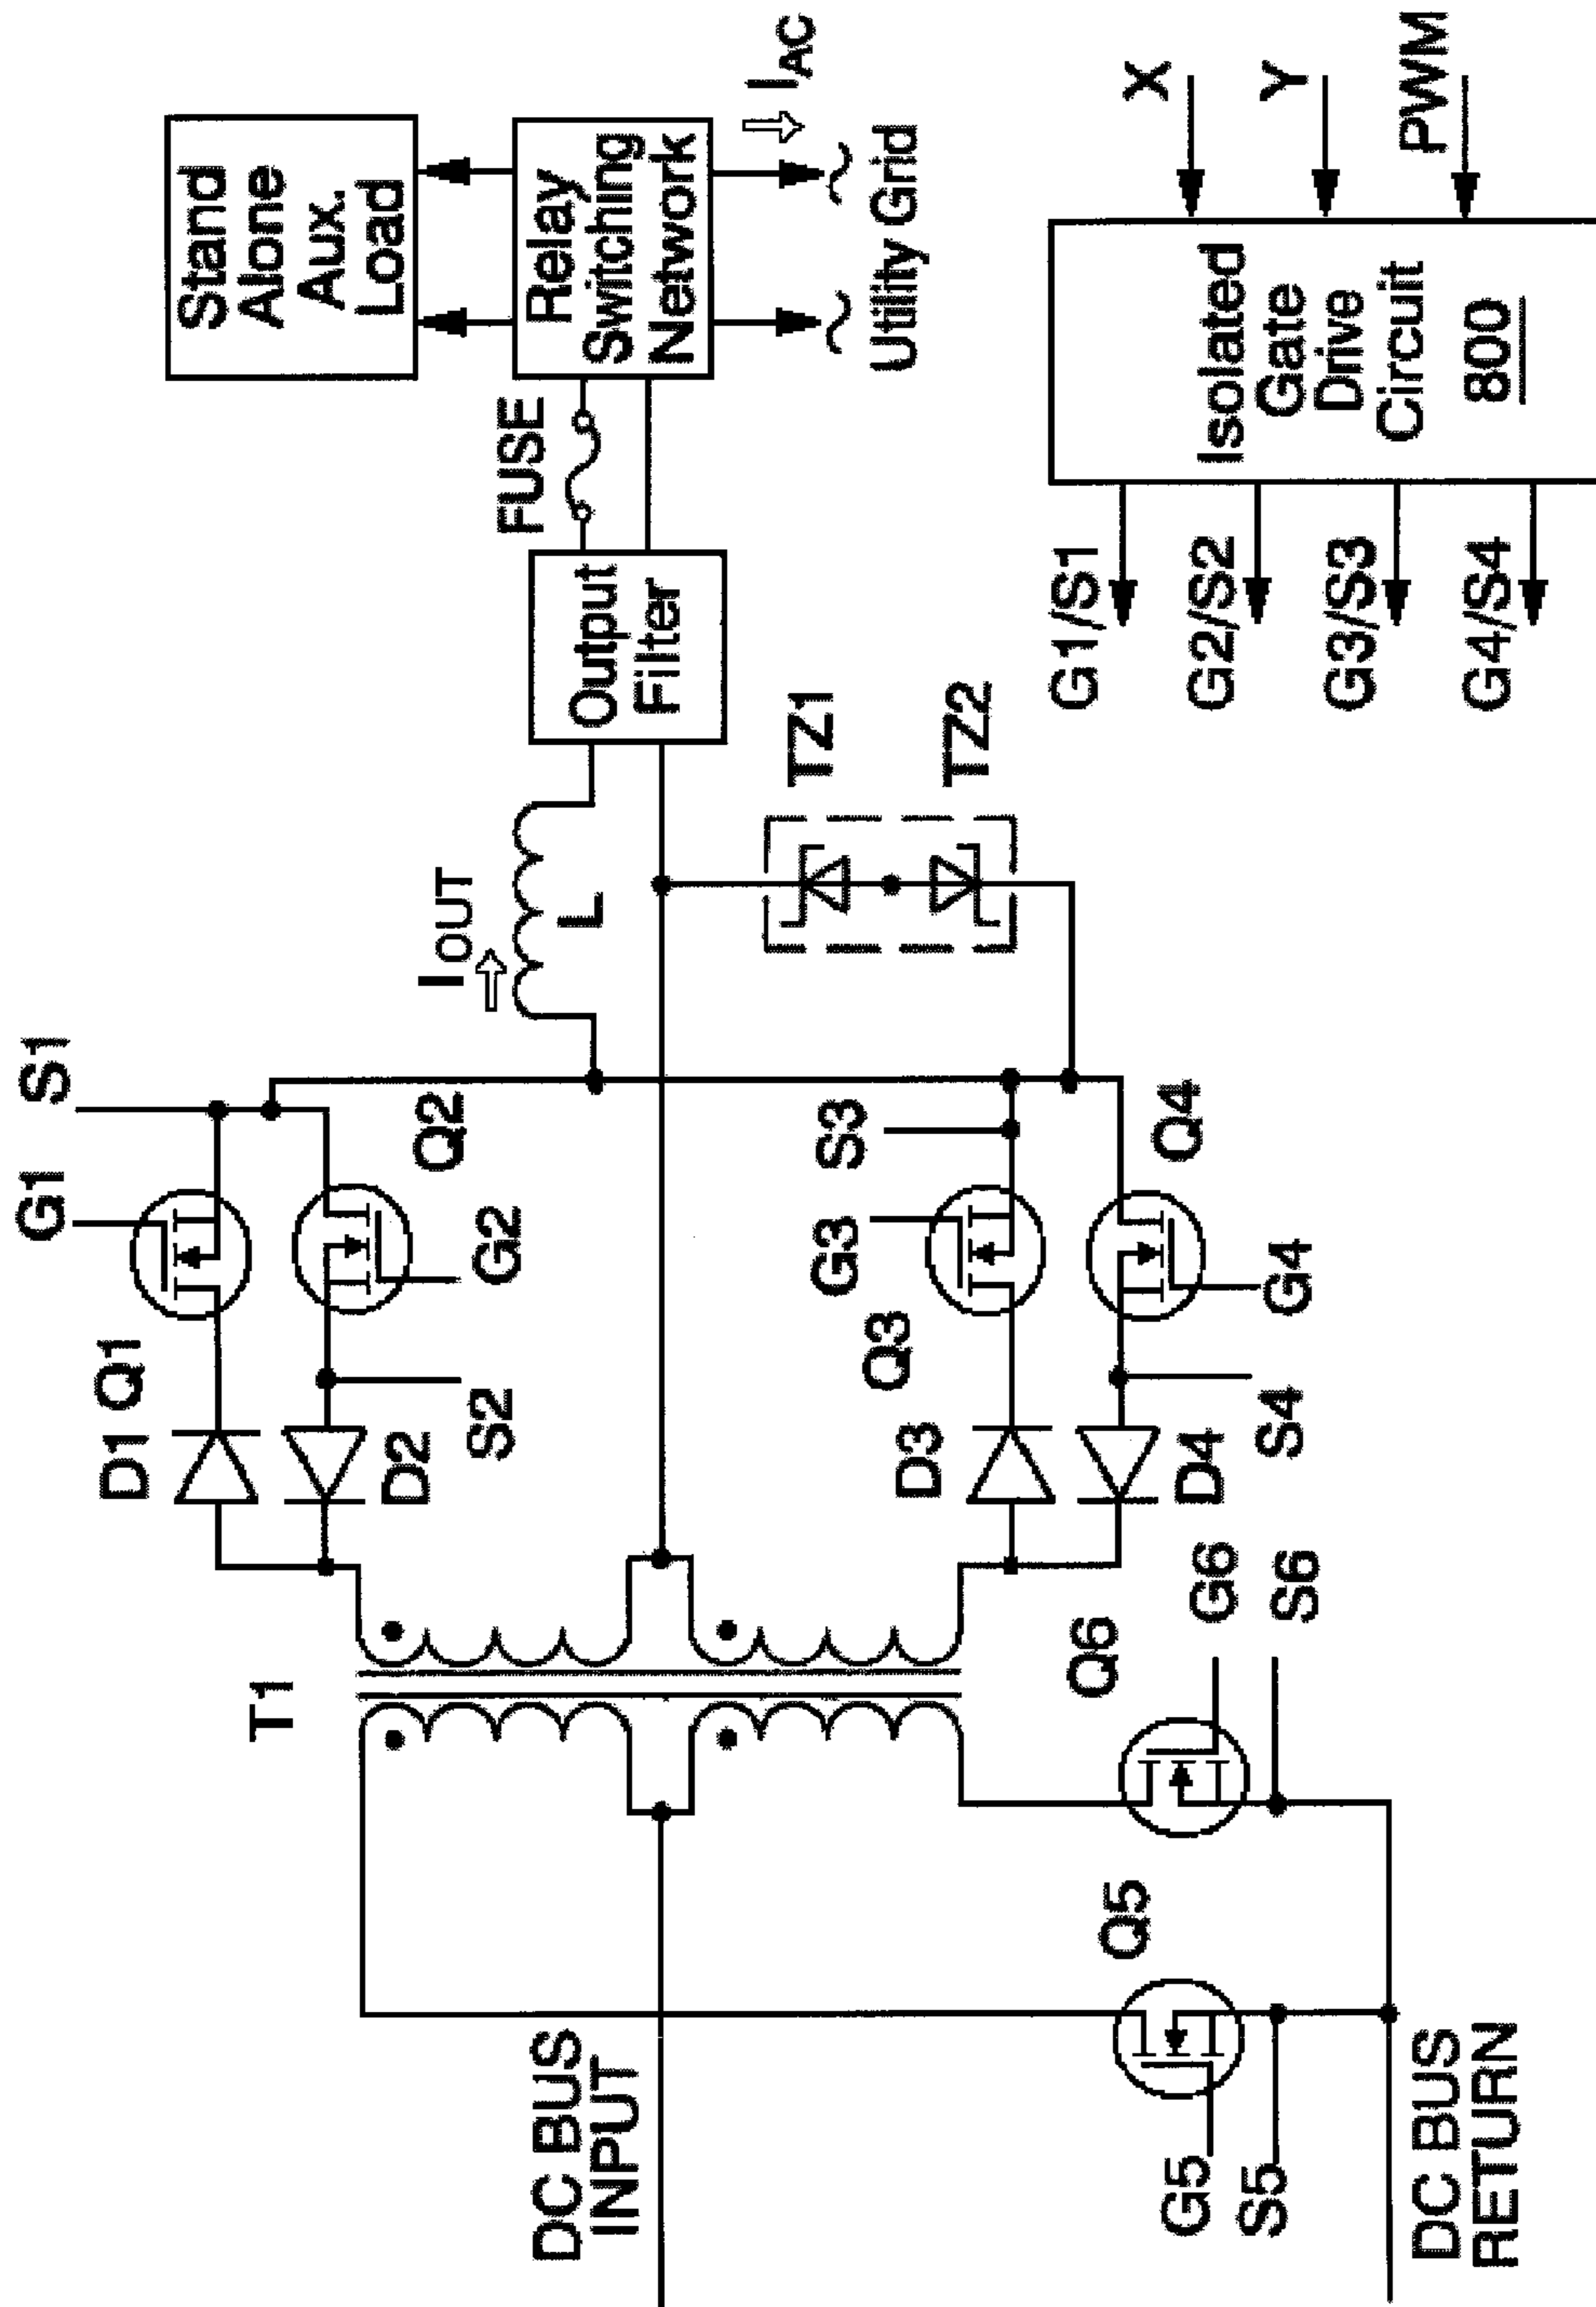 DC BUS
INPUT
DC BUS
RETURN
G5
S5
Q5
Q6
G6
S6
T1
D1
Q1
G1
S1
D2
S2
G2
Q2
D3
Q3
G3
S3
D4
S4
G4
Q4
IOUT
L
TZ1
TZ2
Output
Filter
FUSE
Relay
Switching
Network
Stand
Alone
Aux.
Load
IAC
Utility Grid
G1/S1
G2/S2
G3/S3
G4/S4
Isolated
Gate
Drive
Circuit
800
X
Y
PWM